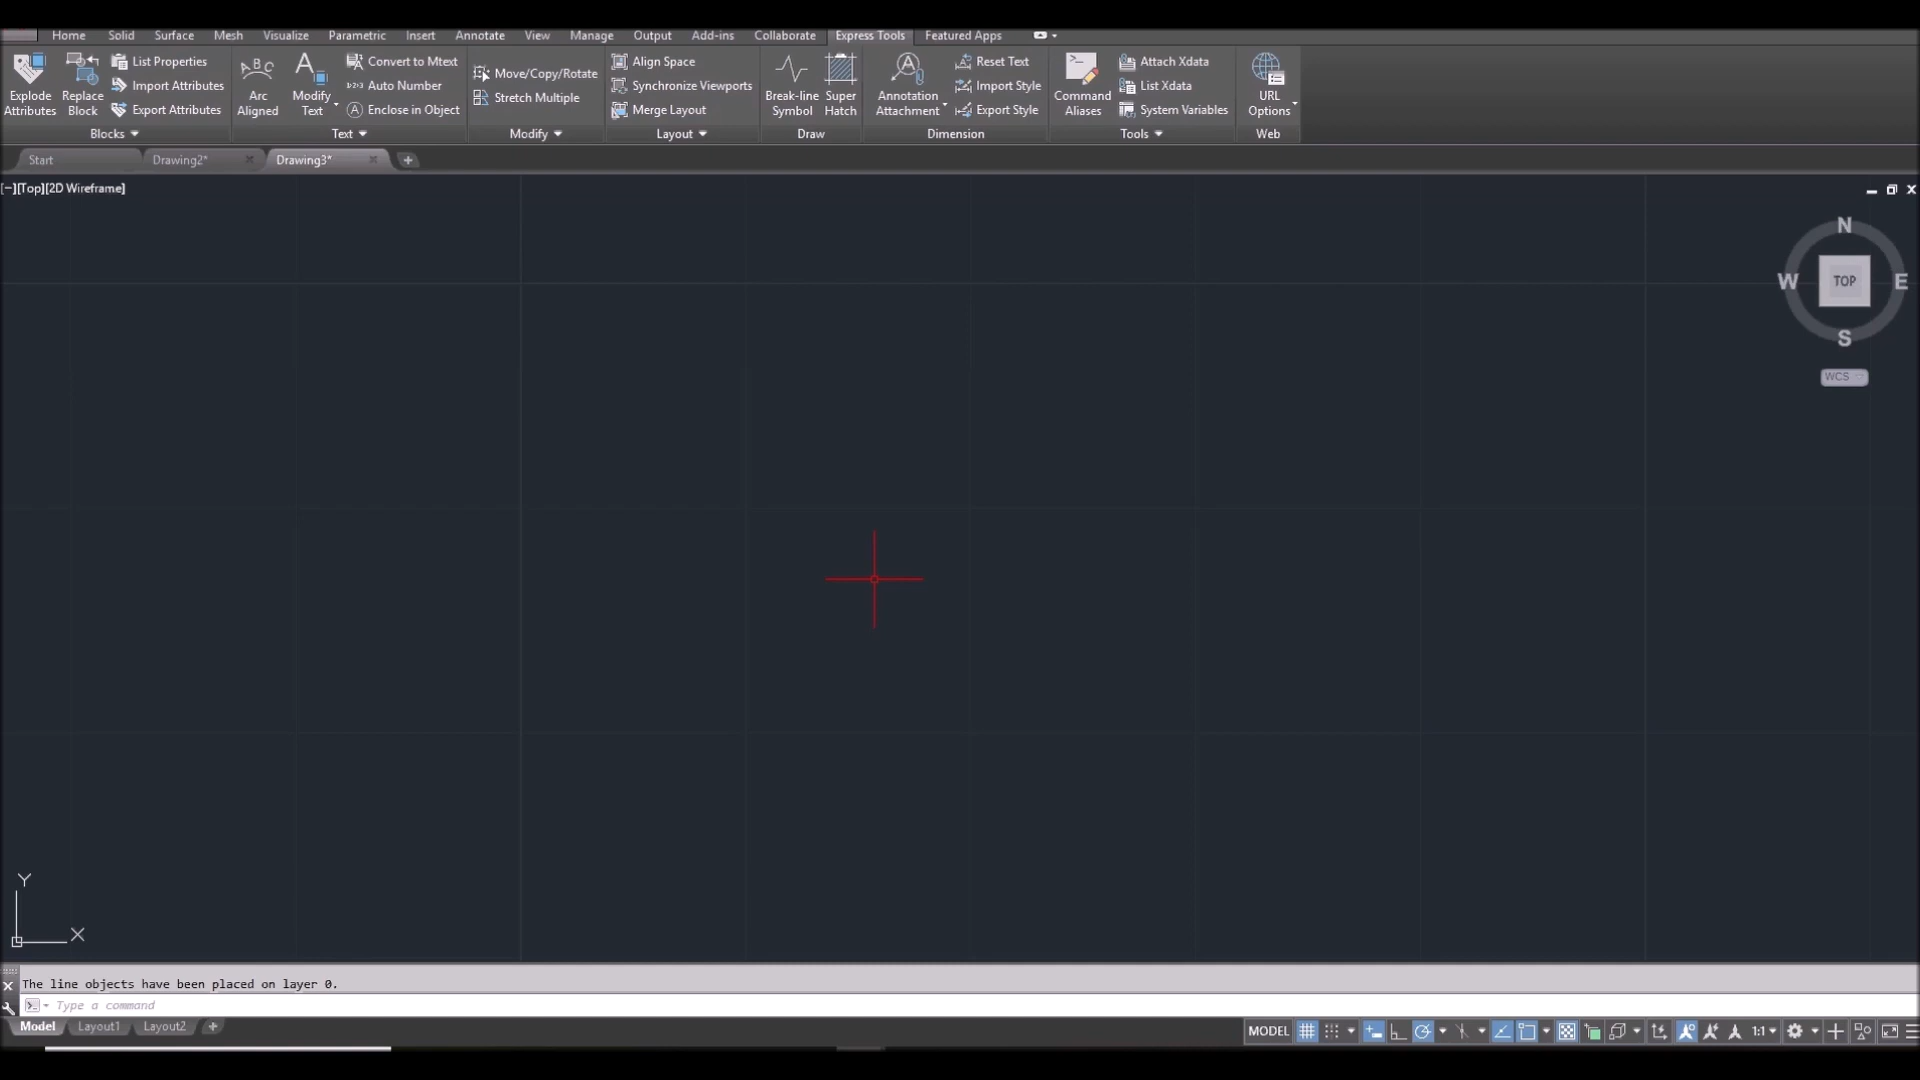 Home Solid Surface Mesh Visualize Parametric Insert Annotate View Manage Output Add-ins Collaborate Express Tools Featured Apps
Explode Attributes
Replace Block
List Properties
Import Attributes
Export Attributes
Blocks
Arc Aligned
Modify Text
Convert to Mtext
Auto Number
Enclose in Object
Text
Move/Copy/Rotate
Stretch Multiple
Modify
Align Space
Synchronize Viewports
Merge Layout
Layout
Break-line Symbol
Super Hatch
Draw
Annotation Attachment
Reset Text
Import Style
Export Style
Dimension
Command Aliases
Attach Xdata
List Xdata
System Variables
Tools
URL Options
Web
Start Drawing2* Drawing3*
[−][Top][2D Wireframe]
N
W TOP E
S
WCS
Y
X
The line objects have been placed on layer 0.
Type a command
Model Layout1 Layout2
MODEL 1:1